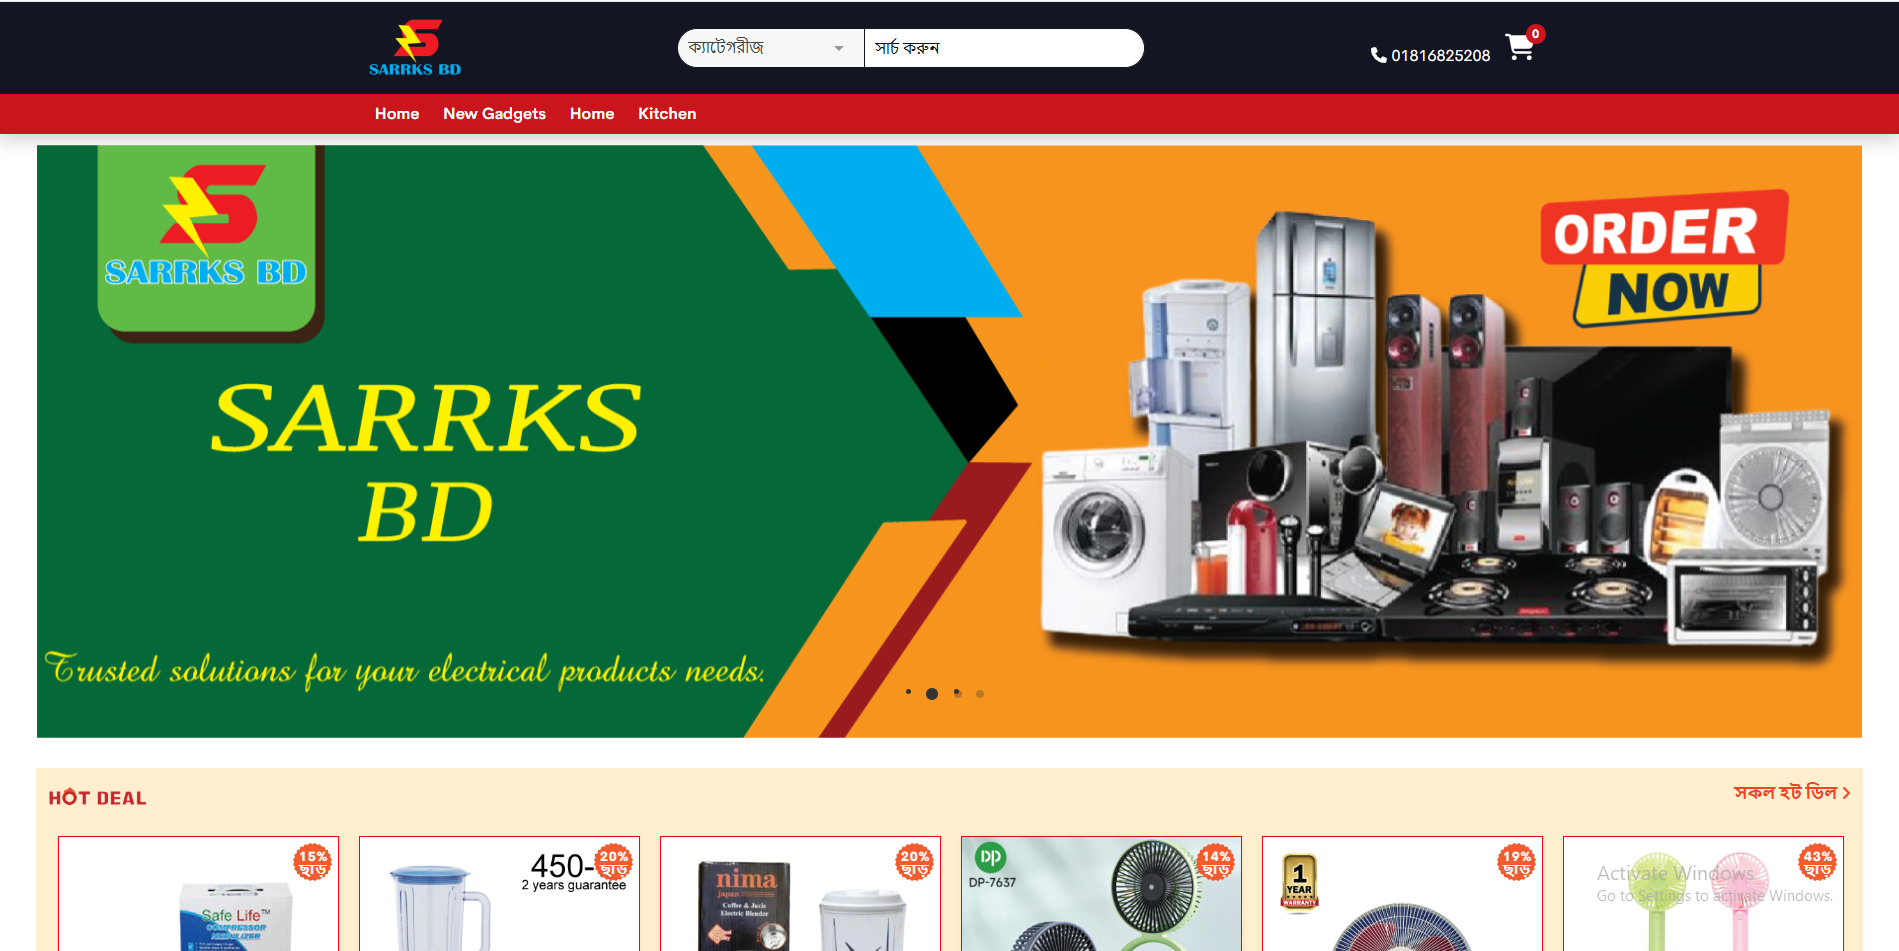 SARRKS BD
ক্যাটেগরীজ
সার্চ করুন
01816825208
0
Home New Gadgets Home Kitchen
SARRKS BD
ORDER
NOW
SARRKS
BD
Trusted solutions for your electrical products needs.
HOT DEAL
সকল হট ডিল
15%
ছাড়
Safe Life™
COMPRESSOR
NEBULIZER
450-
2 years guarantee
20%
ছাড়
nima
japan
Coffee & Jucie
Electric Blender
20%
ছাড়
DP
DP-7637
14%
ছাড়
1
YEAR
WARRANTY
19%
ছাড়
43%
ছাড়
Activate Windows
Go to Settings to activate Windows.